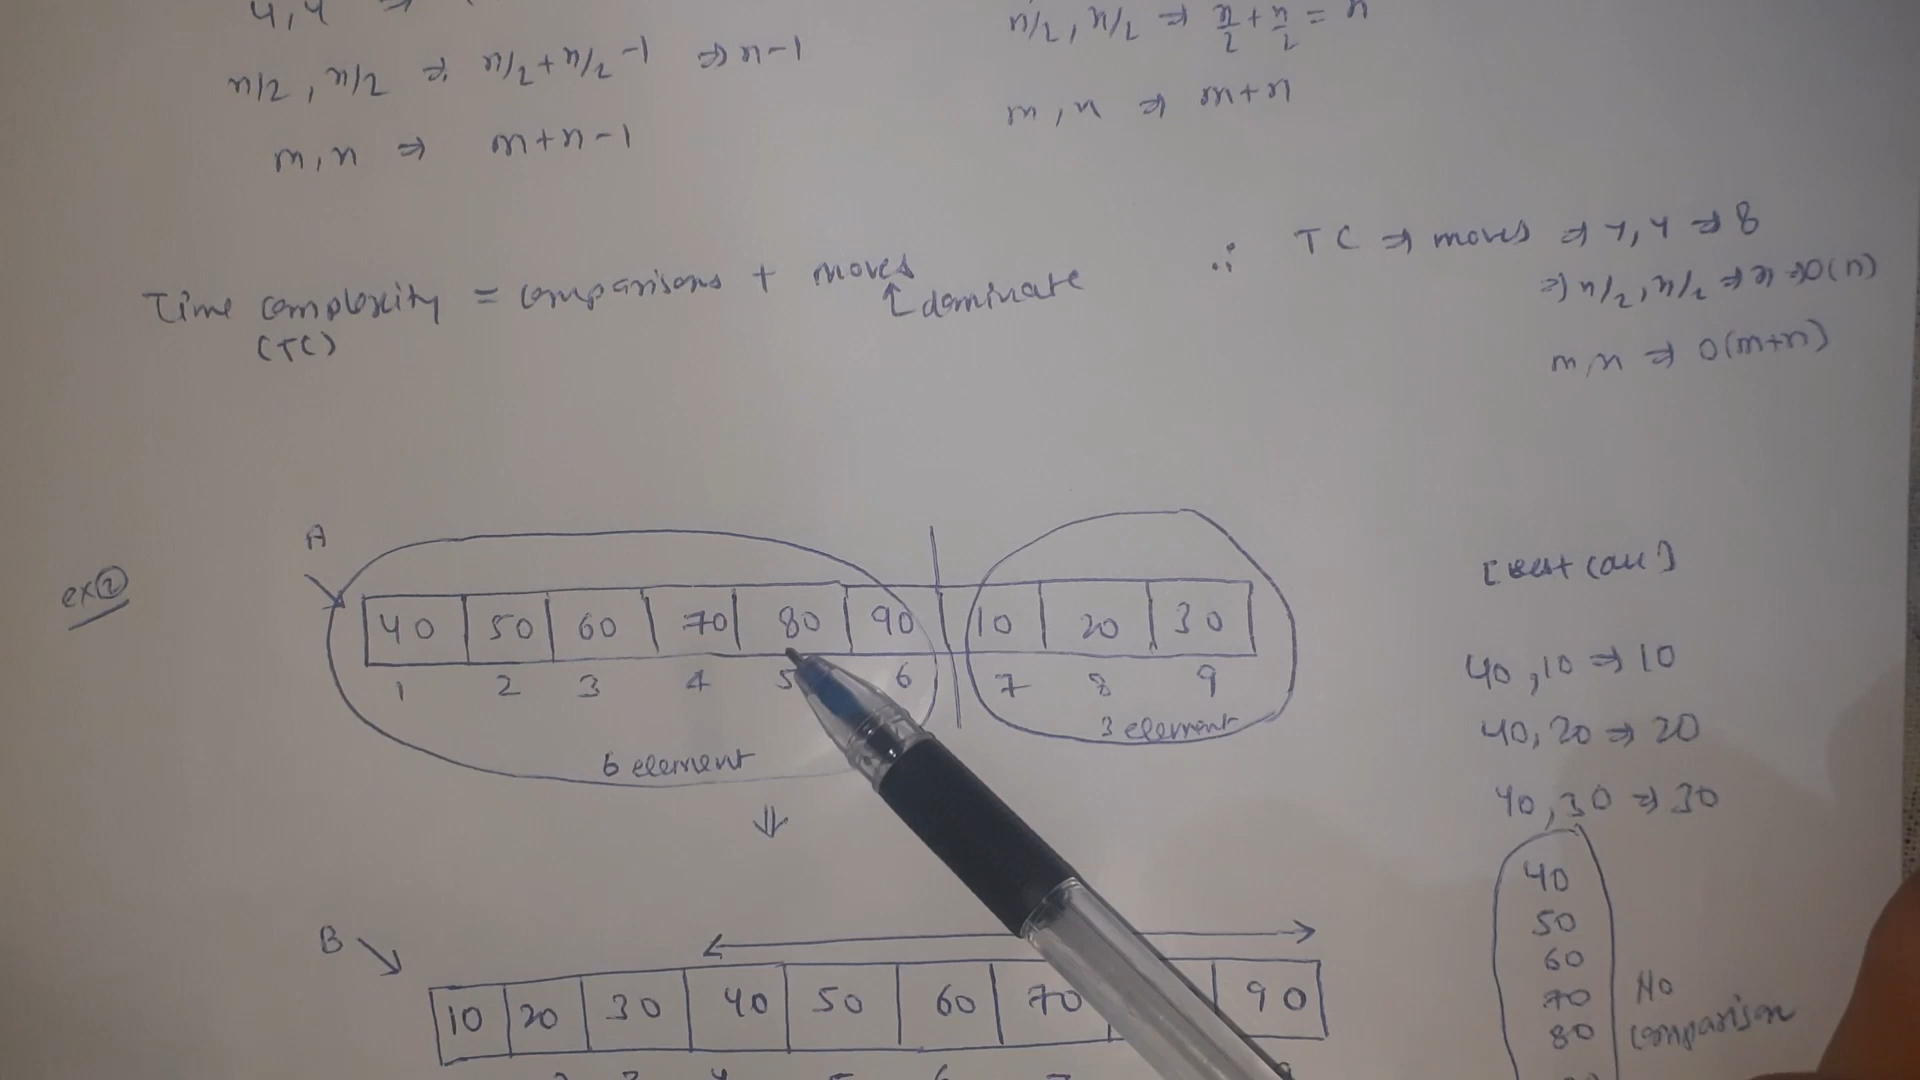 4,4 ⇒
n/2, n/2 ⇒ n/2+n/2-1 ⇒ n-1
m,n ⇒ m+n-1
n/2, n/2 ⇒ n/2 + n/2 = n
m,n ⇒ m+n
Time complexity = comparisons + moves
(TC)
dominate
∴ TC ⇒ moves ⇒ 4,4 ⇒ 8
⇒ n/2, n/2 ⇒ n ⇒ O(n)
m,n ⇒ O(m+n)
ex②
A
40 50 60 70 80 90 10 20 30
1 2 3 4 5 6 7 8 9
6 element
3 element
⇓
B
10 20 30 40 50 60 70 90
[Best case]
40,10 ⇒ 10
40,20 ⇒ 20
40,30 ⇒ 30
40
50
60
70
80
No
comparison